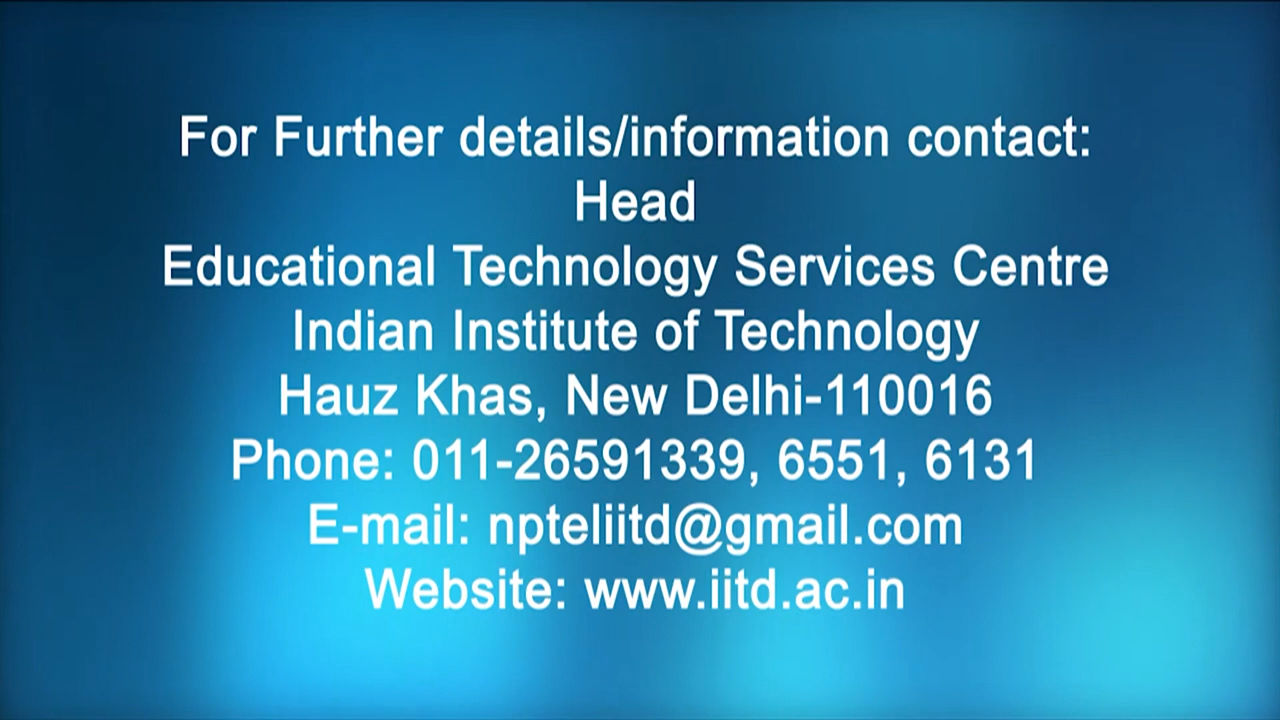 For Further details/information contact:
Head
Educational Technology Services Centre
Indian Institute of Technology
Hauz Khas, New Delhi-110016
Phone: 011-26591339, 6551, 6131
E-mail: npteliitd@gmail.com
Website: www.iitd.ac.in